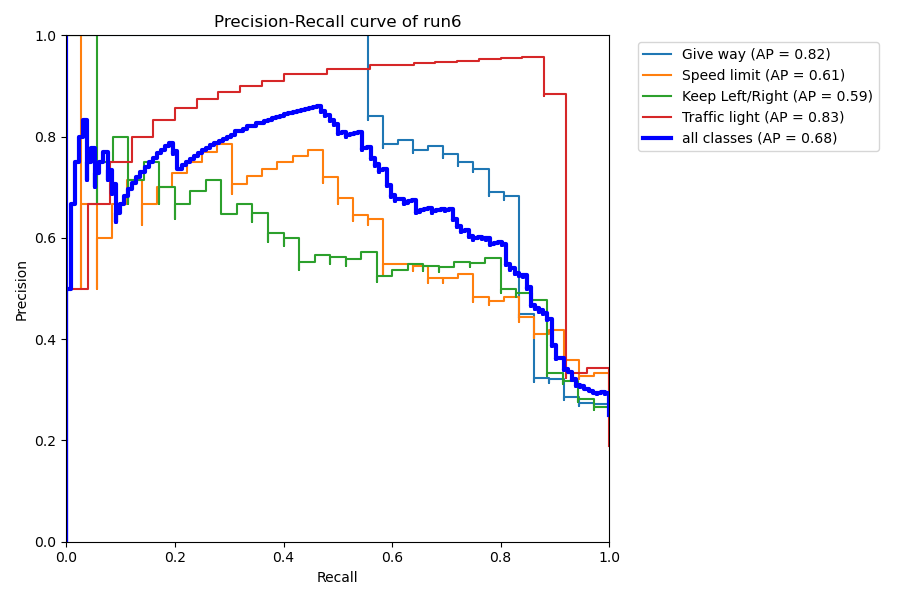 Precision-Recall curve of run6
1.0
0.8
0.6
0.4
0.2
0.0
Precision
0.0 0.2 0.4 0.6 0.8 1.0
Recall
Give way (AP = 0.82)
Speed limit (AP = 0.61)
Keep Left/Right (AP = 0.59)
Traffic light (AP = 0.83)
all classes (AP = 0.68)